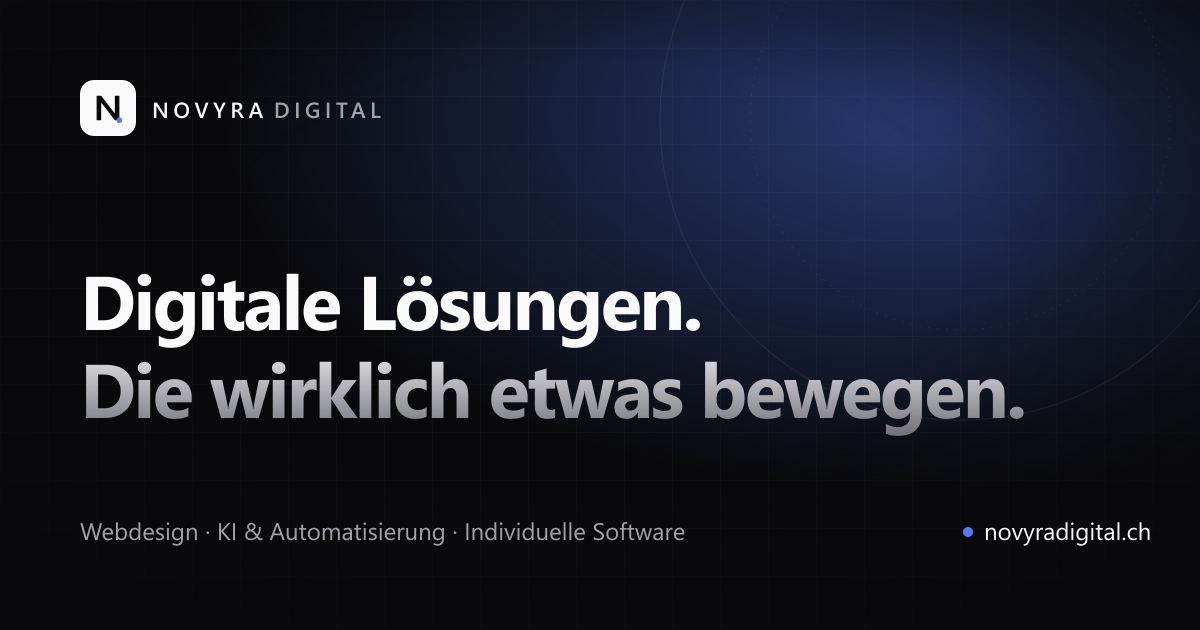 N
NOVYRA DIGITAL
Digitale Lösungen.
Die wirklich etwas bewegen.
Webdesign · KI & Automatisierung · Individuelle Software
novyradigital.ch